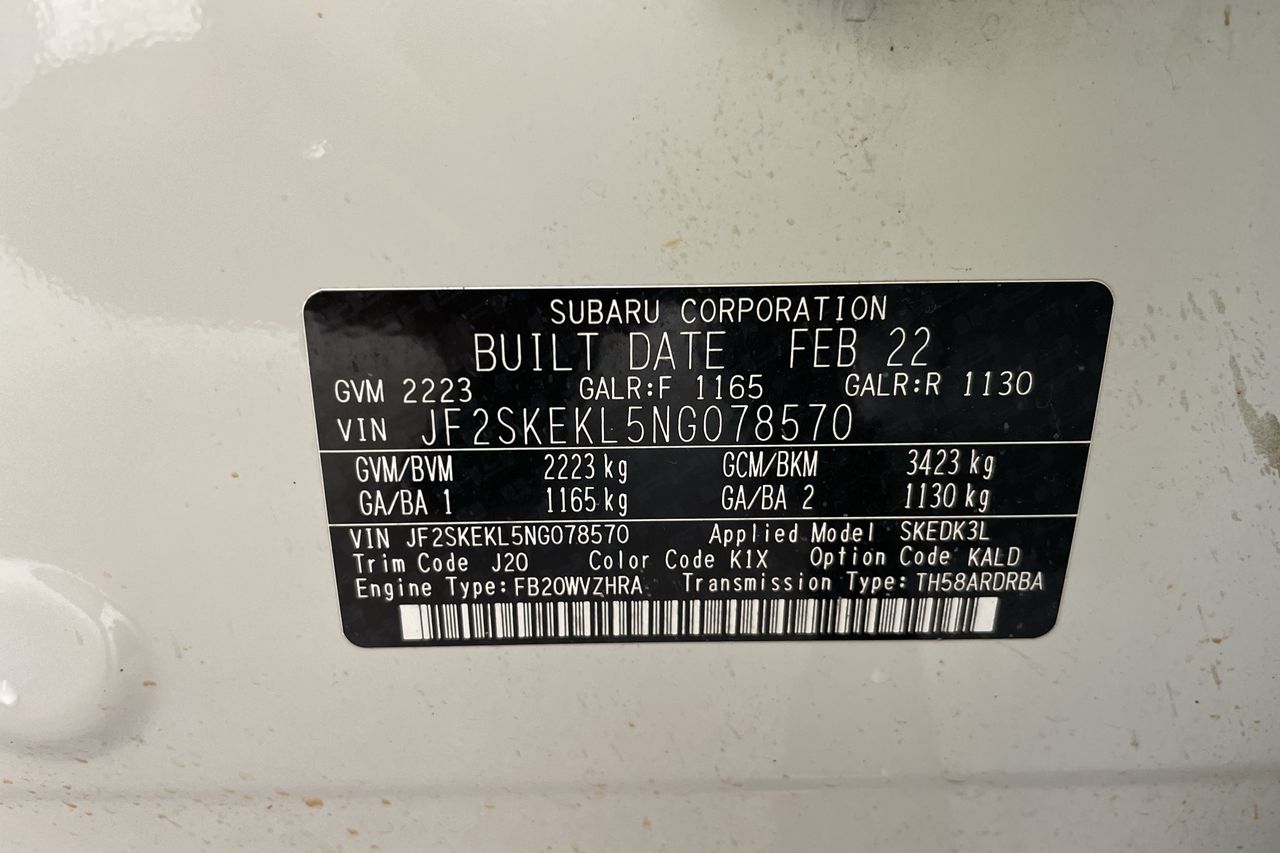 SUBARU CORPORATION
BUILT DATE FEB 22
GVM 2223 GALR:F 1165 GALR:R 1130
VIN JF2SKEKL5NG078570
GVM/BVM 2223 kg GCM/BKM 3423 kg
GA/BA 1 1165 kg GA/BA 2 1130 kg
VIN JF2SKEKL5NG078570 Applied Model SKEDK3L
Trim Code J20 Color Code K1X Option Code KALD
Engine Type: FB20WVZHRA Transmission Type: TH58ARDRBA